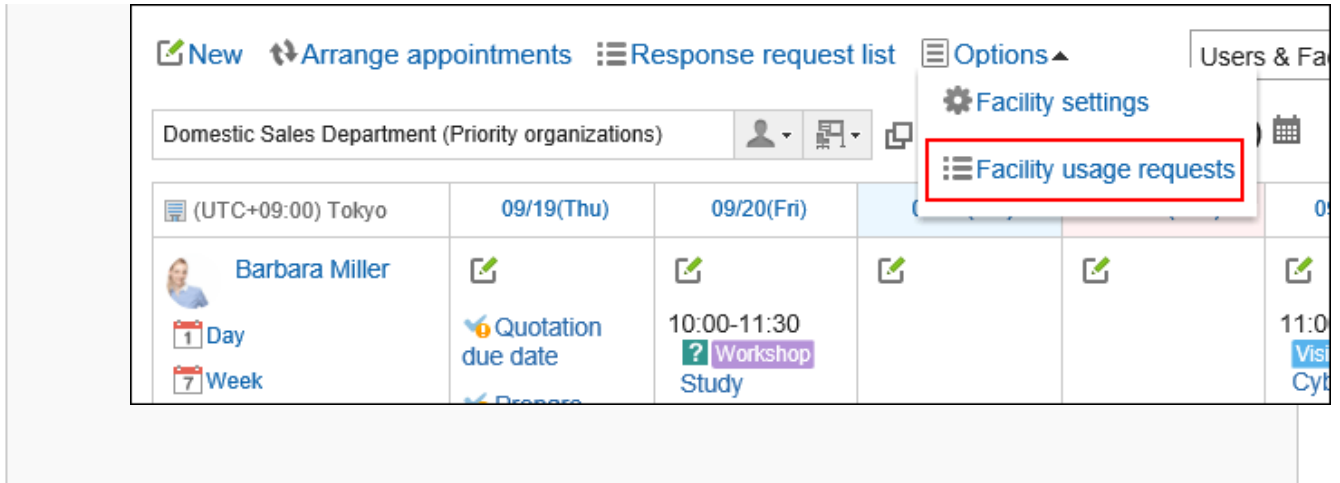 New Arrange appointments Response request list Options
Users & Fa
Facility settings
Domestic Sales Department (Priority organizations)
Facility usage requests
(UTC+09:00) Tokyo 09/19(Thu) 09/20(Fri)
Barbara Miller
1 Day
7 Week
Quotation
due date
10:00-11:30
? Workshop
Study
11:0
Visi
Cyb